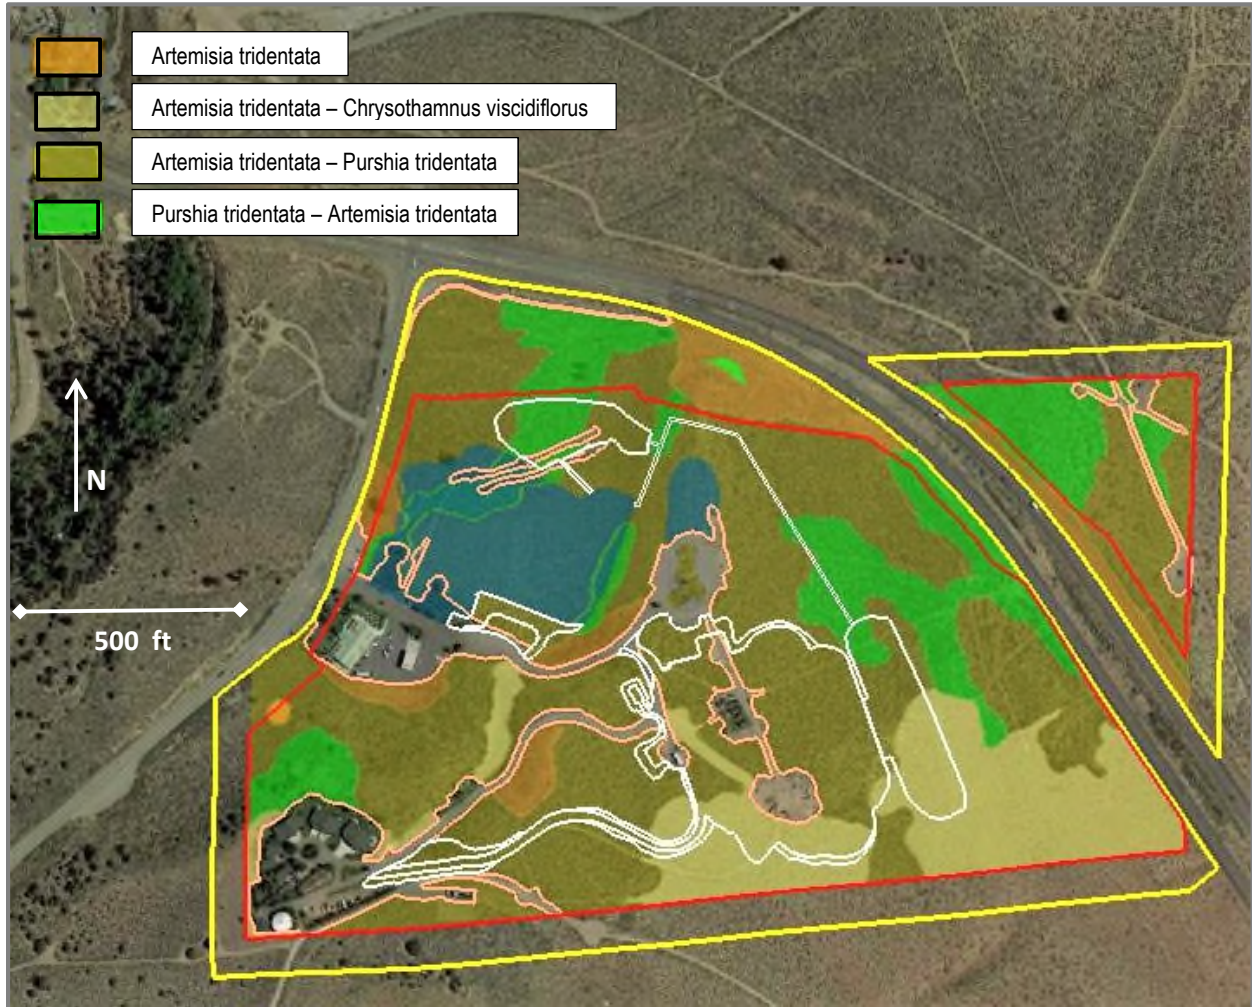 Artemisia tridentata
Artemisia tridentata – Chrysothamnus viscidiflorus
Artemisia tridentata – Purshia tridentata
Purshia tridentata – Artemisia tridentata
N
500 ft